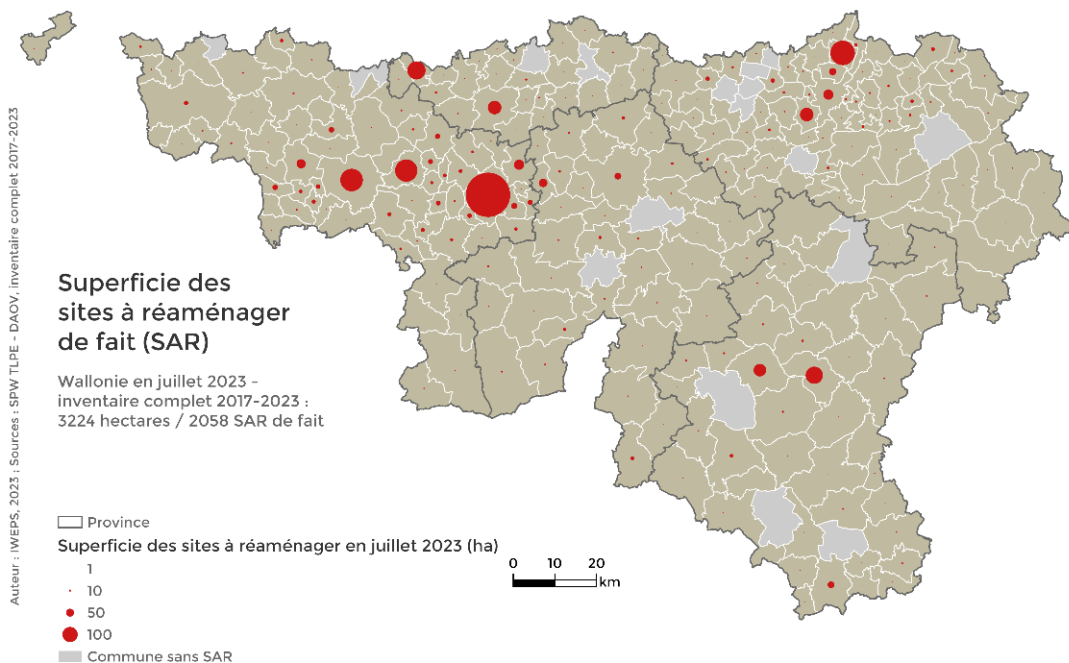 Superficie des
sites à réaménager
de fait (SAR)
Wallonie en juillet 2023 –
inventaire complet 2017-2023 :
3224 hectares / 2058 SAR de fait
Province
Superficie des sites à réaménager en juillet 2023 (ha)
1
10
50
100
Commune sans SAR
0 10 20
km
Auteur : IWEPS, 2023 ; Sources : SPW TLPE - DAOV, inventaire complet 2017-2023